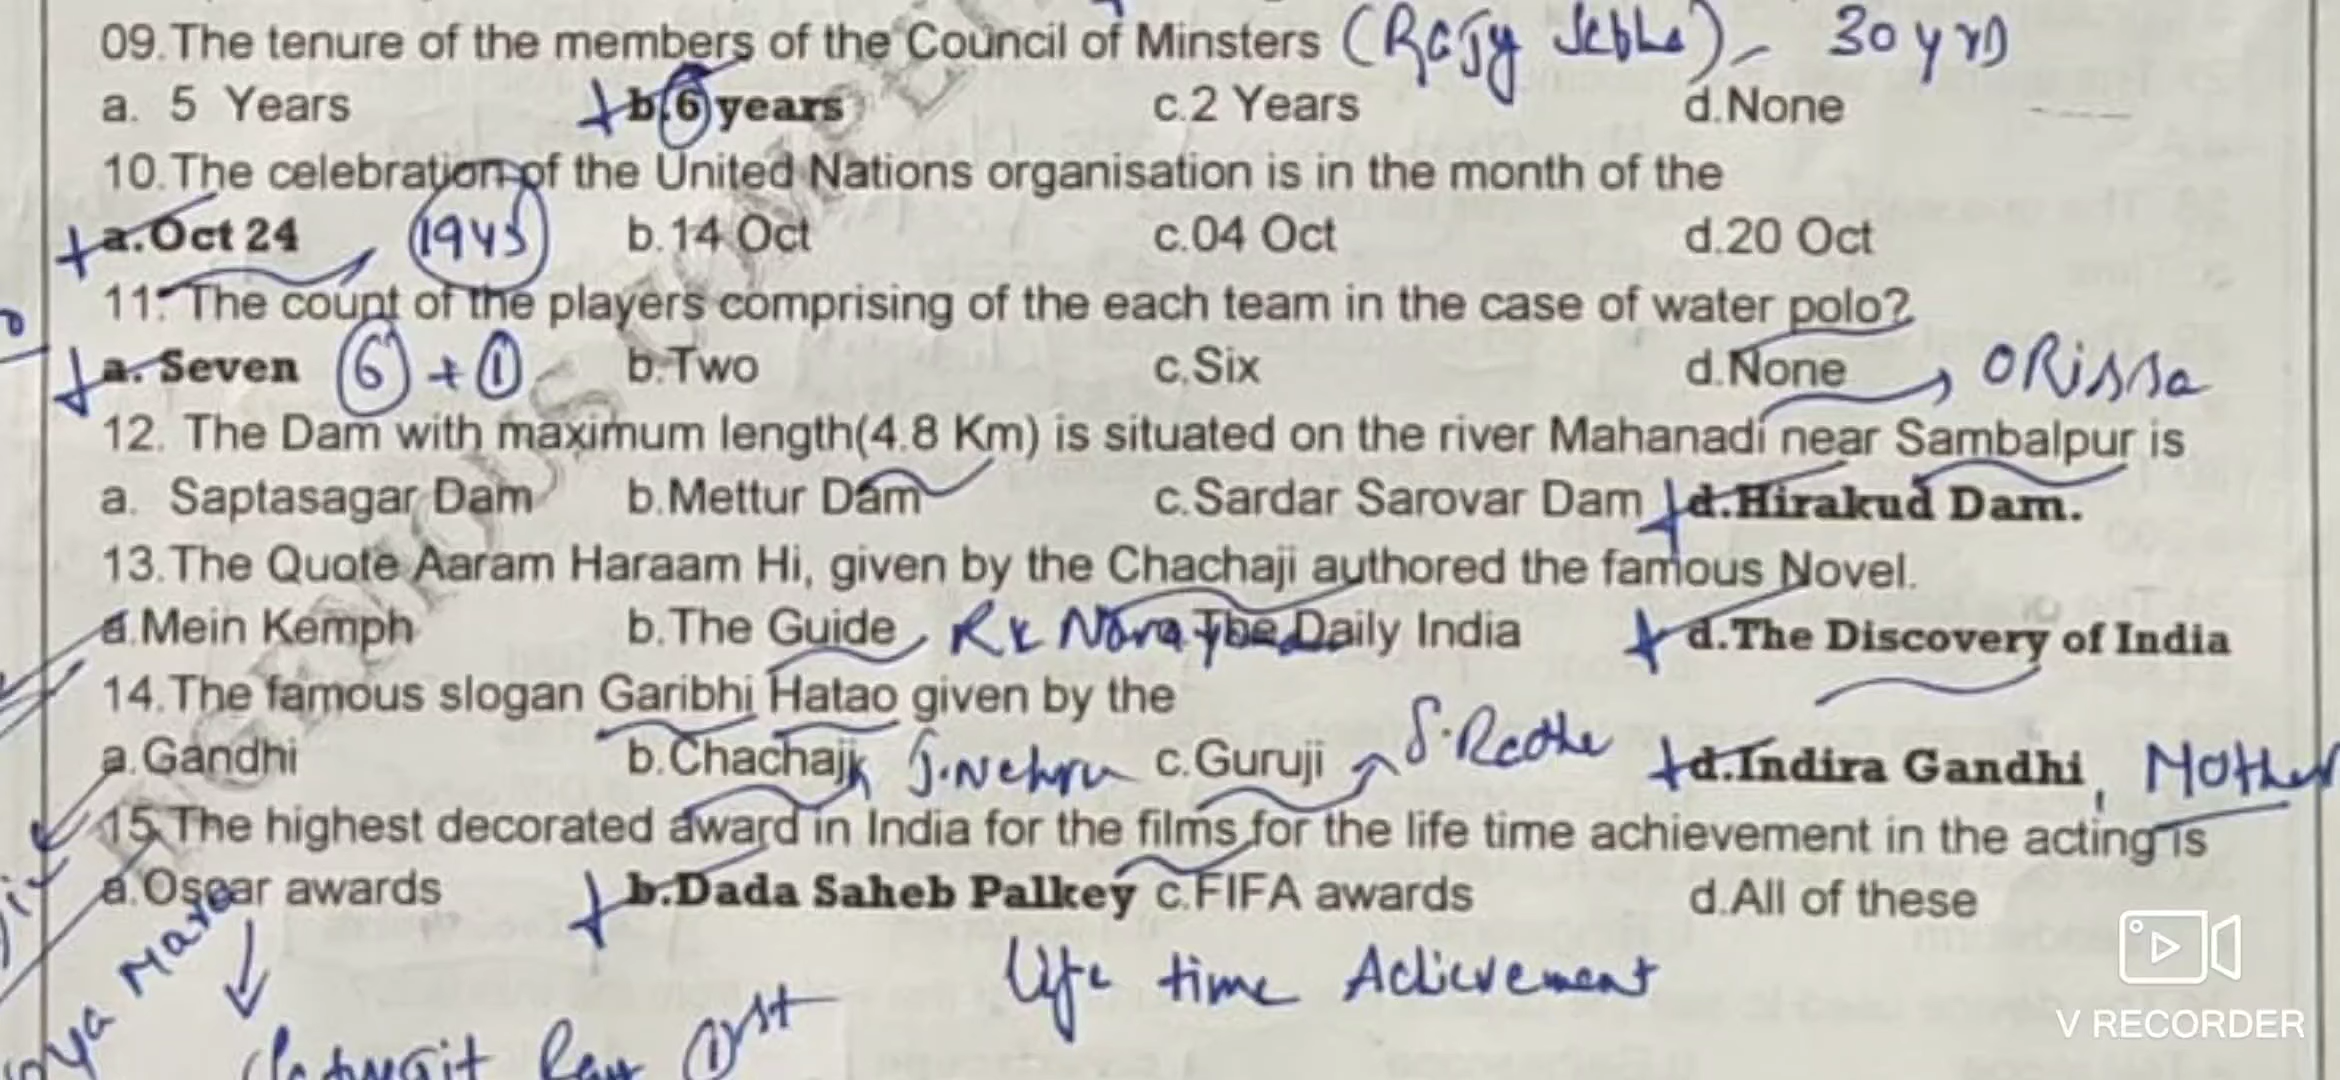 09.The tenure of the members of the Council of Minsters (Rajy Sebha) - 30 yrs
a. 5 Years b.6 years c.2 Years d.None
10.The celebration of the United Nations organisation is in the month of the
a.Oct 24 1945 b.14 Oct c.04 Oct d.20 Oct
11. The count of the players comprising of the each team in the case of water polo?
a. Seven 6 + 1 b.Two c.Six d.None ORissa
12. The Dam with maximum length(4.8 Km) is situated on the river Mahanadi near Sambalpur is
a. Saptasagar Dam b.Mettur Dam c.Sardar Sarovar Dam d.Hirakud Dam.
13.The Quote Aaram Haraam Hi, given by the Chachaji authored the famous Novel.
a.Mein Kemph b.The Guide RK Narayana The Daily India d.The Discovery of India
14.The famous slogan Garibhi Hatao given by the
a.Gandhi b.Chachaji J.Nehru c.Guruji S.Radha d.Indira Gandhi, Mother
15.The highest decorated award in India for the films for the life time achievement in the acting is
a.Oscar awards b.Dada Saheb Palkey c.FIFA awards d.All of these
Life time Achievement
Ray 1st
V RECORDER